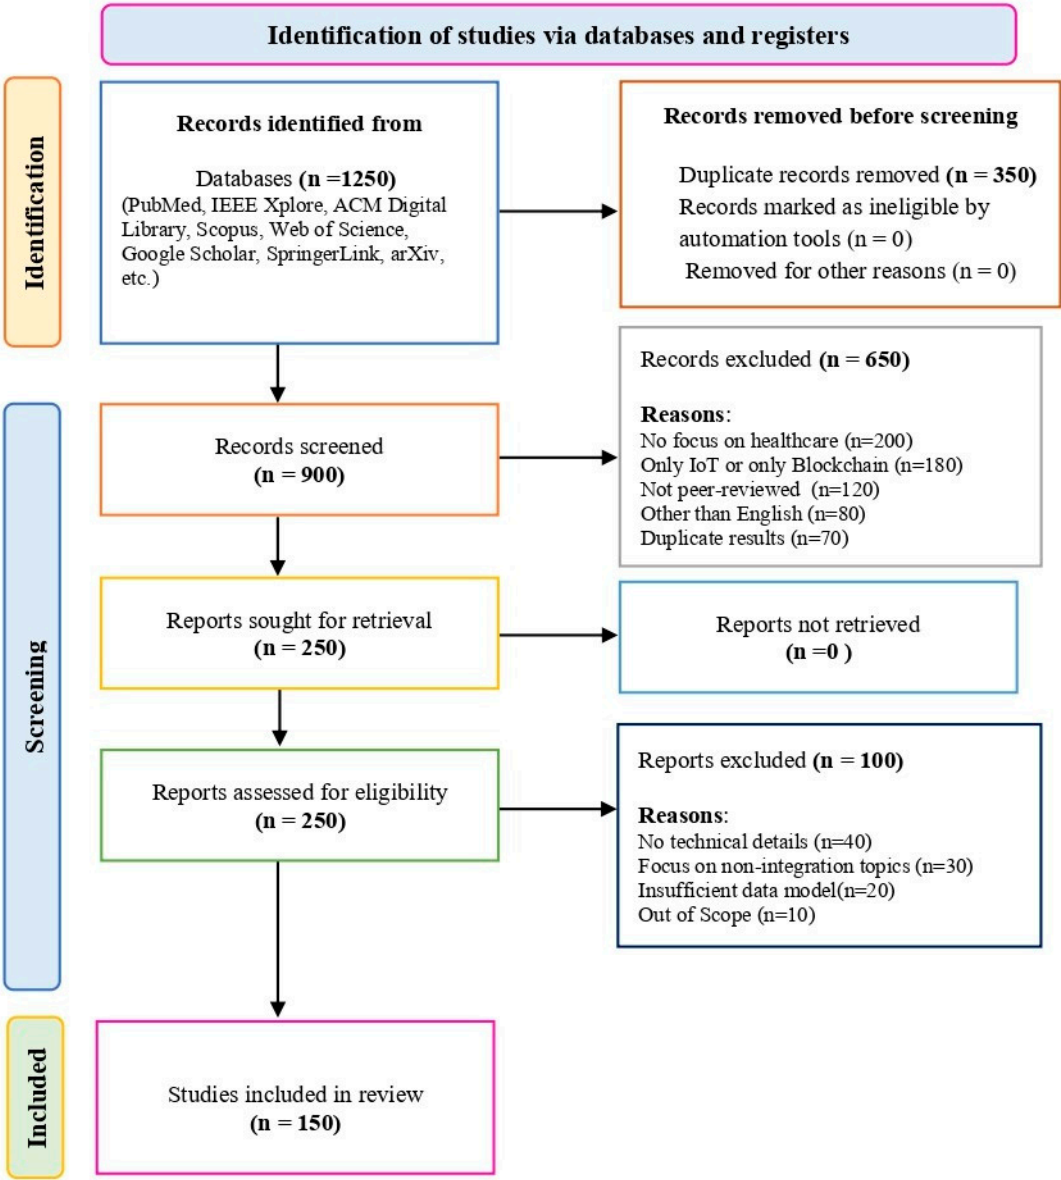 Identification of studies via databases and registers
Identification
Records identified from
Databases (n =1250)
(PubMed, IEEE Xplore, ACM Digital
Library, Scopus, Web of Science,
Google Scholar, SpringerLink, arXiv,
etc.)
Records removed before screening
Duplicate records removed (n = 350)
Records marked as ineligible by
automation tools (n = 0)
Removed for other reasons (n = 0)
Screening
Records screened
(n = 900)
Records excluded (n = 650)
Reasons:
No focus on healthcare (n=200)
Only IoT or only Blockchain (n=180)
Not peer-reviewed (n=120)
Other than English (n=80)
Duplicate results (n=70)
Reports sought for retrieval
(n = 250)
Reports not retrieved
(n =0 )
Reports assessed for eligibility
(n = 250)
Reports excluded (n = 100)
Reasons:
No technical details (n=40)
Focus on non-integration topics (n=30)
Insufficient data model(n=20)
Out of Scope (n=10)
Included
Studies included in review
(n = 150)